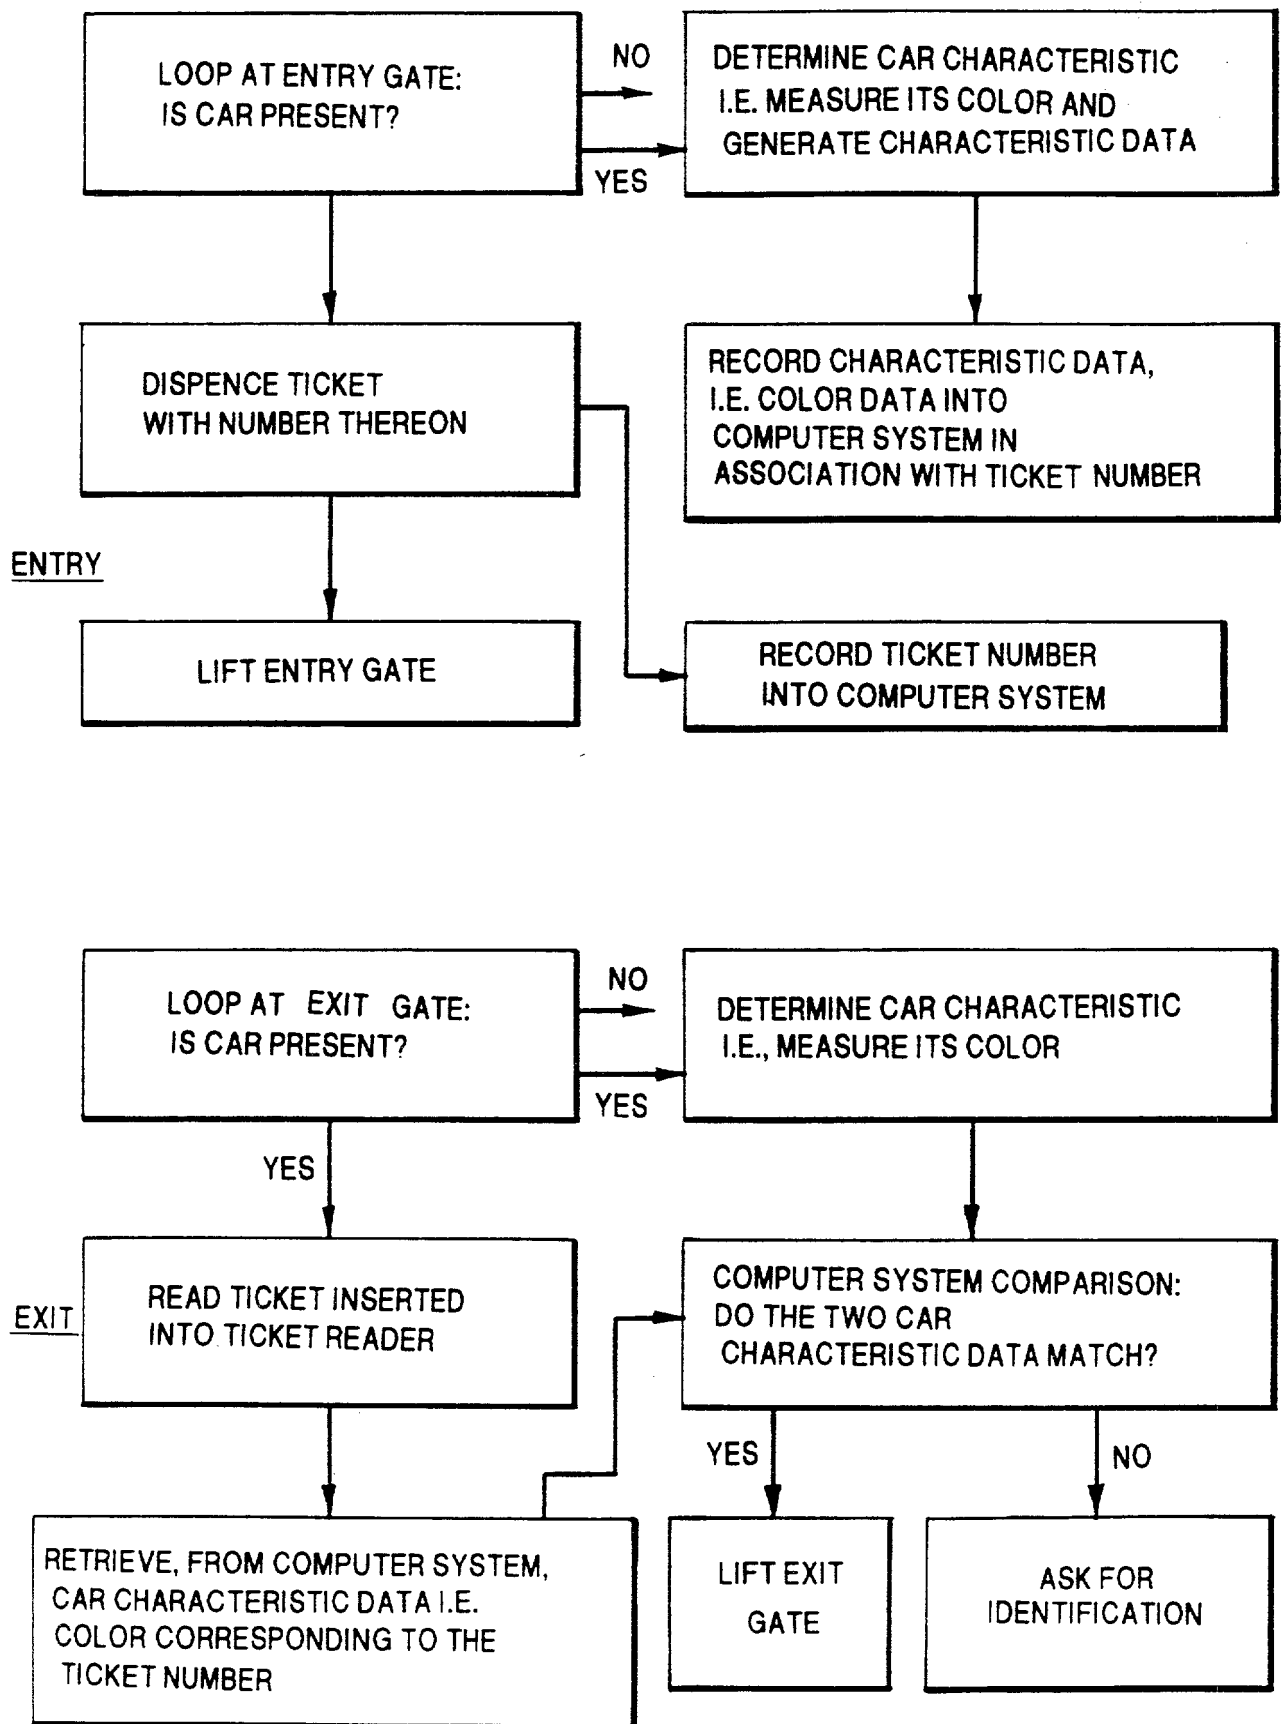 LOOP AT ENTRY GATE:
IS CAR PRESENT?
NO
YES
DETERMINE CAR CHARACTERISTIC
I.E. MEASURE ITS COLOR AND
GENERATE CHARACTERISTIC DATA
DISPENCE TICKET
WITH NUMBER THEREON
RECORD CHARACTERISTIC DATA,
I.E. COLOR DATA INTO
COMPUTER SYSTEM IN
ASSOCIATION WITH TICKET NUMBER
ENTRY
LIFT ENTRY GATE
RECORD TICKET NUMBER
INTO COMPUTER SYSTEM
LOOP AT EXIT GATE:
IS CAR PRESENT?
NO
YES
DETERMINE CAR CHARACTERISTIC
I.E., MEASURE ITS COLOR
YES
EXIT
READ TICKET INSERTED
INTO TICKET READER
COMPUTER SYSTEM COMPARISON:
DO THE TWO CAR
CHARACTERISTIC DATA MATCH?
YES
NO
RETRIEVE, FROM COMPUTER SYSTEM,
CAR CHARACTERISTIC DATA I.E.
COLOR CORRESPONDING TO THE
TICKET NUMBER
LIFT EXIT
GATE
ASK FOR
IDENTIFICATION